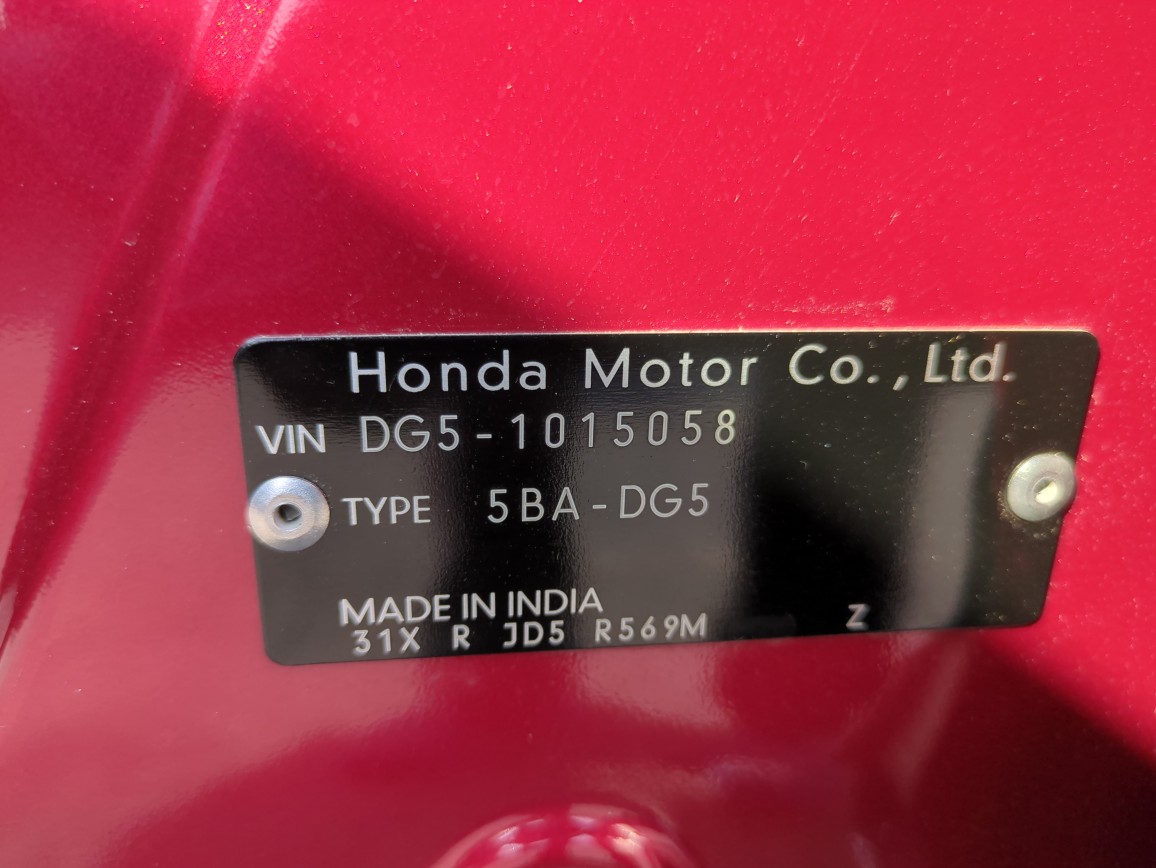 Honda Motor Co., Ltd.
VIN DG5-1015058
TYPE 5BA-DG5
MADE IN INDIA
31X R JD5 R569M Z